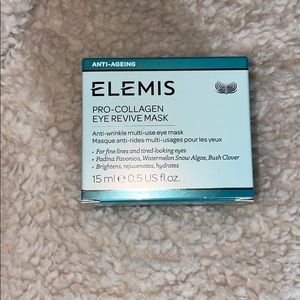 ANTI-AGEING
ELEMIS
PRO-COLLAGEN
EYE REVIVE MASK
Anti-wrinkle multi-use eye mask
Masque anti-rides multi-usages pour les yeux
• For fine lines and tired-looking eyes
• Padina Pavonica, Watermelon Snow Algae, Bush Clover
• Brightens, rejuvenates, hydrates
15 ml ℮ 0.5 US fl.oz.